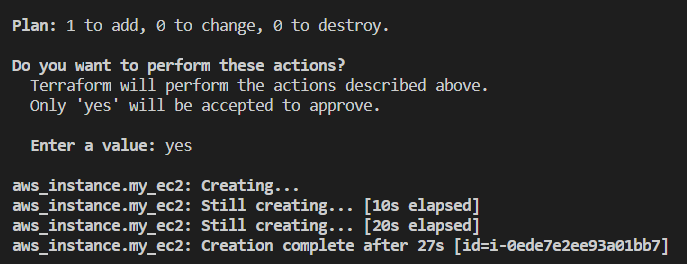 Plan: 1 to add, 0 to change, 0 to destroy.
Do you want to perform these actions?
Terraform will perform the actions described above.
Only 'yes' will be accepted to approve.
Enter a value: yes
aws_instance.my_ec2: Creating...
aws_instance.my_ec2: Still creating... [10s elapsed]
aws_instance.my_ec2: Still creating... [20s elapsed]
aws_instance.my_ec2: Creation complete after 27s [id=i-0ede7e2ee93a01bb7]